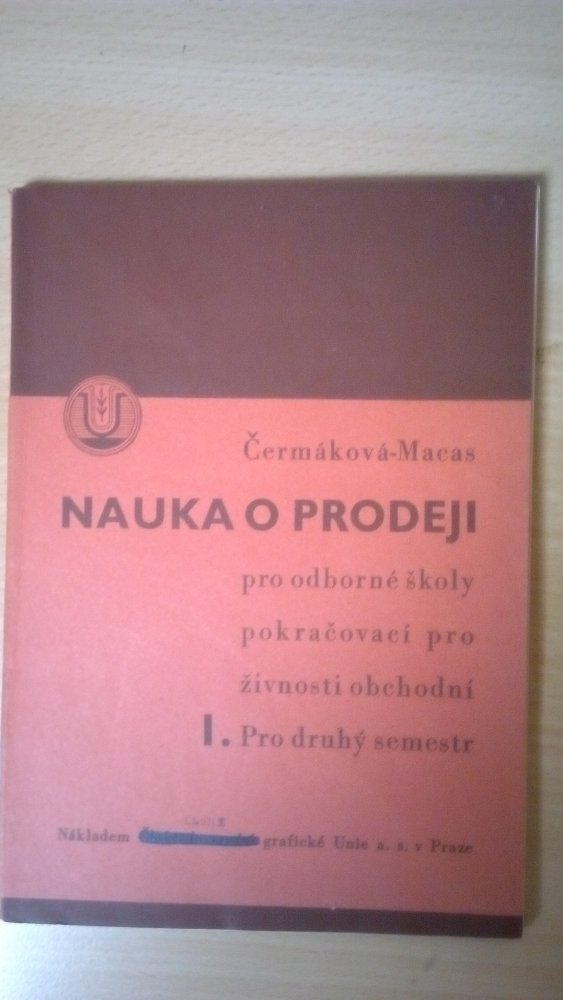 Čermáková-Macas
NAUKA O PRODEJI
pro odborné školy
pokračovací pro
živnosti obchodní
I. Pro druhý semestr
Nákladem grafické Unie a. s. v Praze